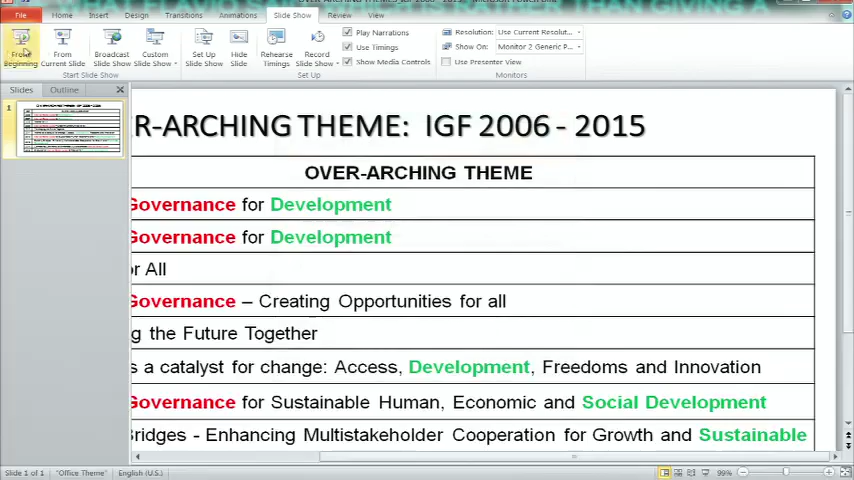 File Home Insert Design Transitions Animations Slide Show Review View
From Beginning
From Current Slide
Broadcast Slide Show
Custom Slide Show
Set Up Slide Show
Hide Slide
Rehearse Timings
Record Slide Show
Play Narrations
Use Timings
Show Media Controls
Resolution: Use Current Resolut...
Show On: Monitor 2 Generic P...
Use Presenter View
Start Slide Show
Set Up
Monitors
Slides Outline
1
ER-ARCHING THEME: IGF 2006 - 2015
OVER-ARCHING THEME
Governance for Development
Governance for Development
or All
Governance – Creating Opportunities for all
g the Future Together
s a catalyst for change: Access, Development, Freedoms and Innovation
Governance for Sustainable Human, Economic and Social Development
Bridges - Enhancing Multistakeholder Cooperation for Growth and Sustainable
Slide 1 of 1 "Office Theme" English (U.S.) 99%